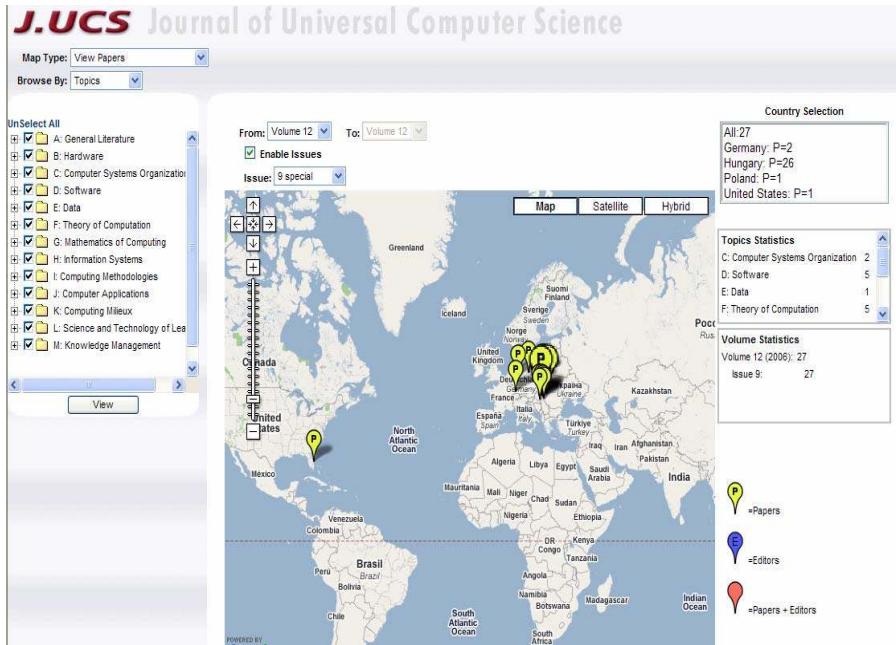 J.UCS Journal of Universal Computer Science
Map Type: View Papers
Browse By: Topics
UnSelect All
A: General Literature
B: Hardware
C: Computer Systems Organization
D: Software
E: Data
F: Theory of Computation
G: Mathematics of Computing
H: Information Systems
I: Computing Methodologies
J: Computer Applications
K: Computing Milieux
L: Science and Technology of Lea
M: Knowledge Management
View
From: Volume 12 To: Volume 12
Enable Issues
Issue: 9 special
Map Satellite Hybrid
Greenland
Iceland
Suomi
Finland
Sverige
Sweden
Norge
Norway
United
Kingdom
France
Germany
Україна
Ukraine
España
Spain
Italia
Italy
Türkiye
Turkey
Kazakhstan
Canada
United
States
North
Atlantic
Ocean
México
Algeria
Libya
Egypt
Iraq
Iran
Afghanistan
Pakistan
Saudi
Arabia
India
Mauritania
Mali
Niger
Chad
Sudan
Nigeria
Ethiopia
Venezuela
Colombia
DR
Congo
Kenya
Tanzania
Brasil
Brazil
Perú
Bolivia
Angola
Namibia
Botswana
Madagascar
Chile
South
Atlantic
Ocean
South
Africa
Indian
Ocean
POWERED BY
Country Selection
All:27
Germany: P=2
Hungary: P=26
Poland: P=1
United States: P=1
Topics Statistics
C: Computer Systems Organization 2
D: Software 5
E: Data 1
F: Theory of Computation 5
Volume Statistics
Volume 12 (2006): 27
Issue 9: 27
P =Papers
E =Editors
=Papers + Editors